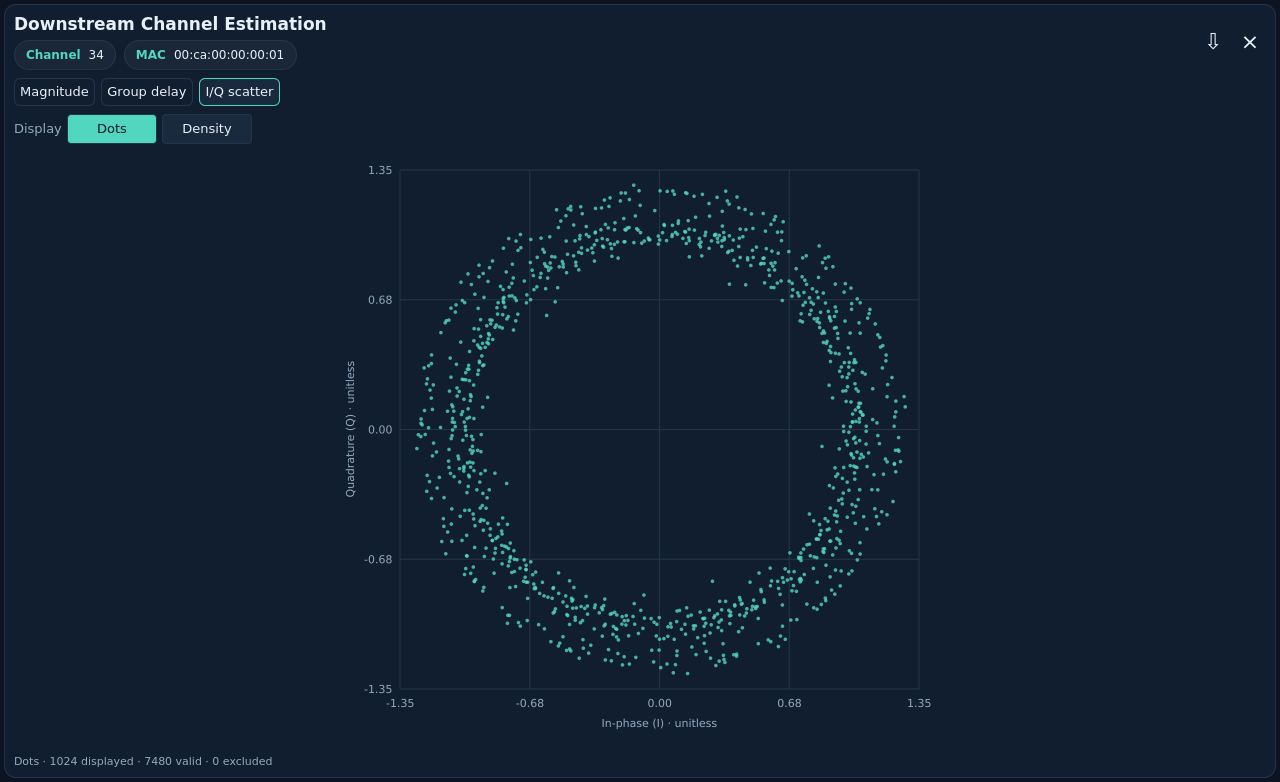 Downstream Channel Estimation
Channel 34 MAC 00:ca:00:00:00:01
Magnitude Group delay I/Q scatter
Display Dots Density
1.35
0.68
0.00
-0.68
-1.35
Quadrature (Q) · unitless
-1.35 -0.68 0.00 0.68 1.35
In-phase (I) · unitless
Dots · 1024 displayed · 7480 valid · 0 excluded